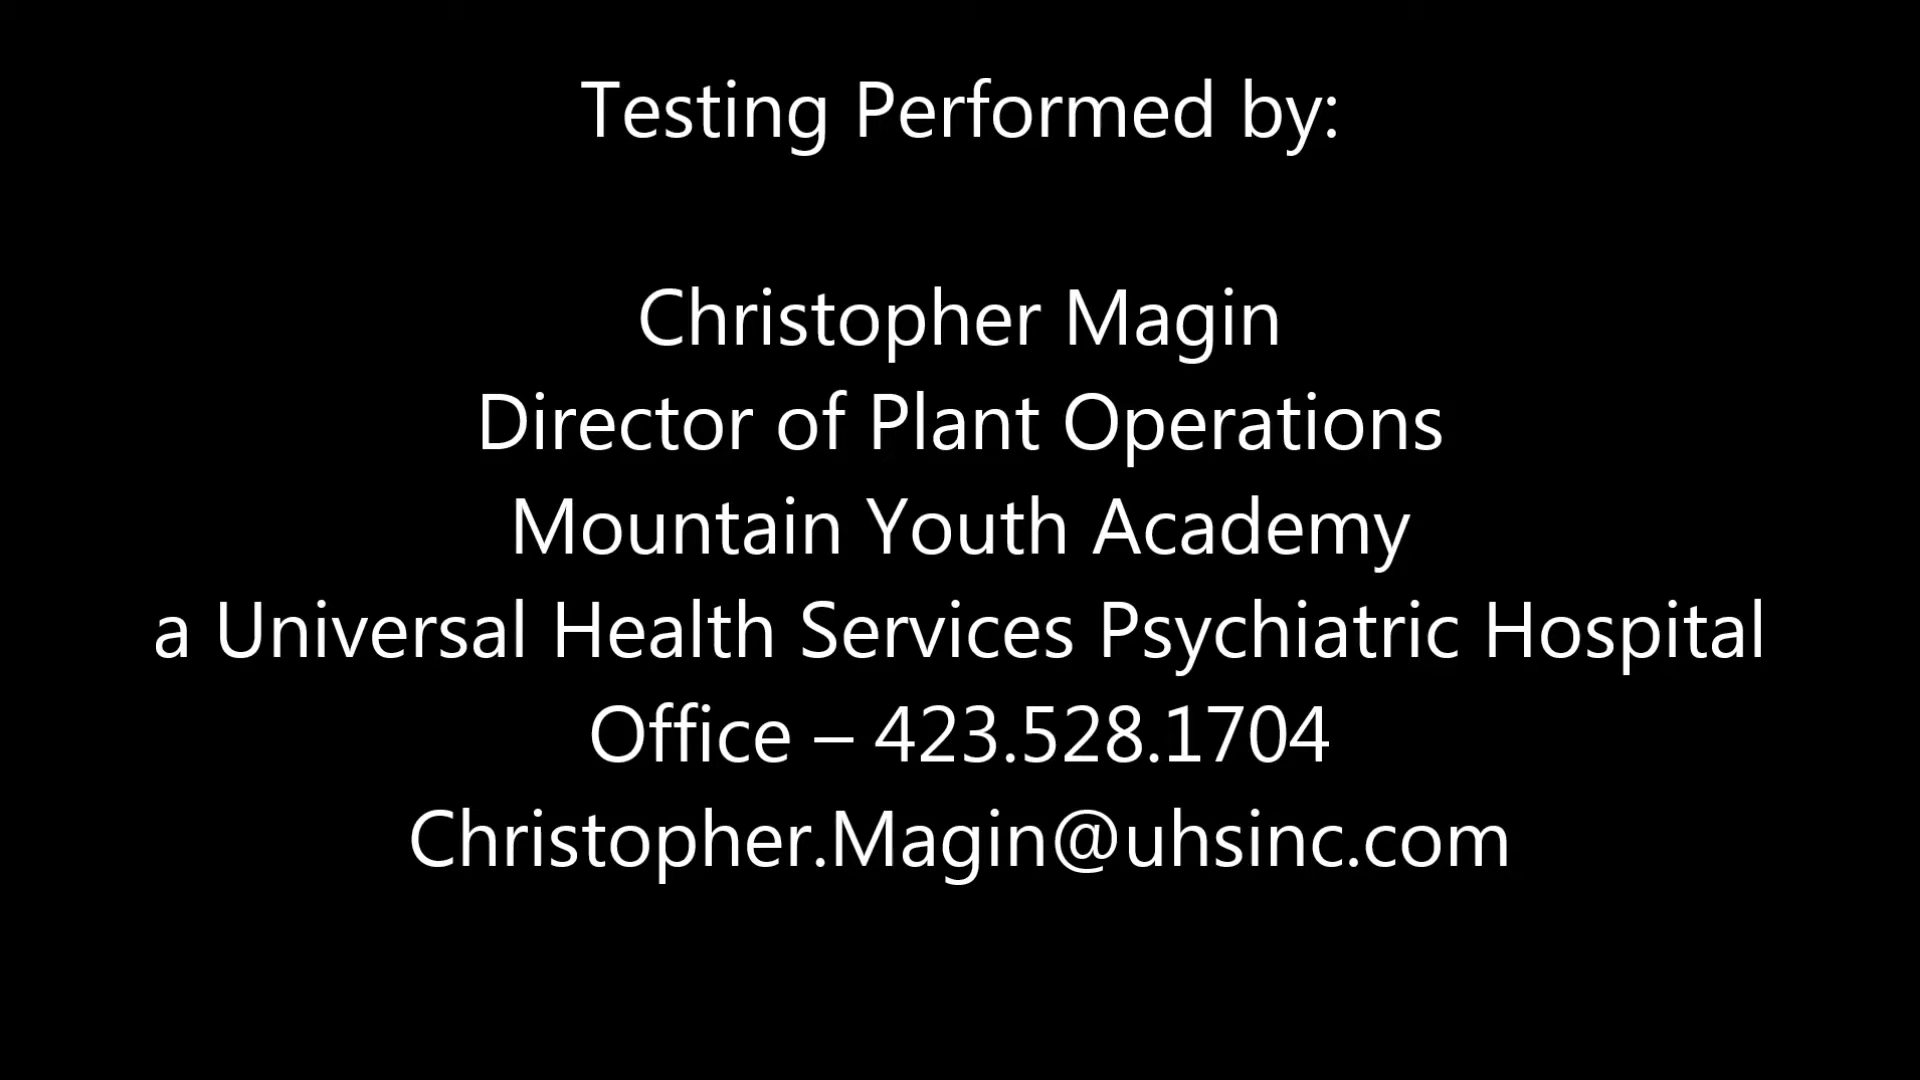 Testing Performed by:
Christopher Magin
Director of Plant Operations
Mountain Youth Academy
a Universal Health Services Psychiatric Hospital
Office – 423.528.1704
Christopher.Magin@uhsinc.com